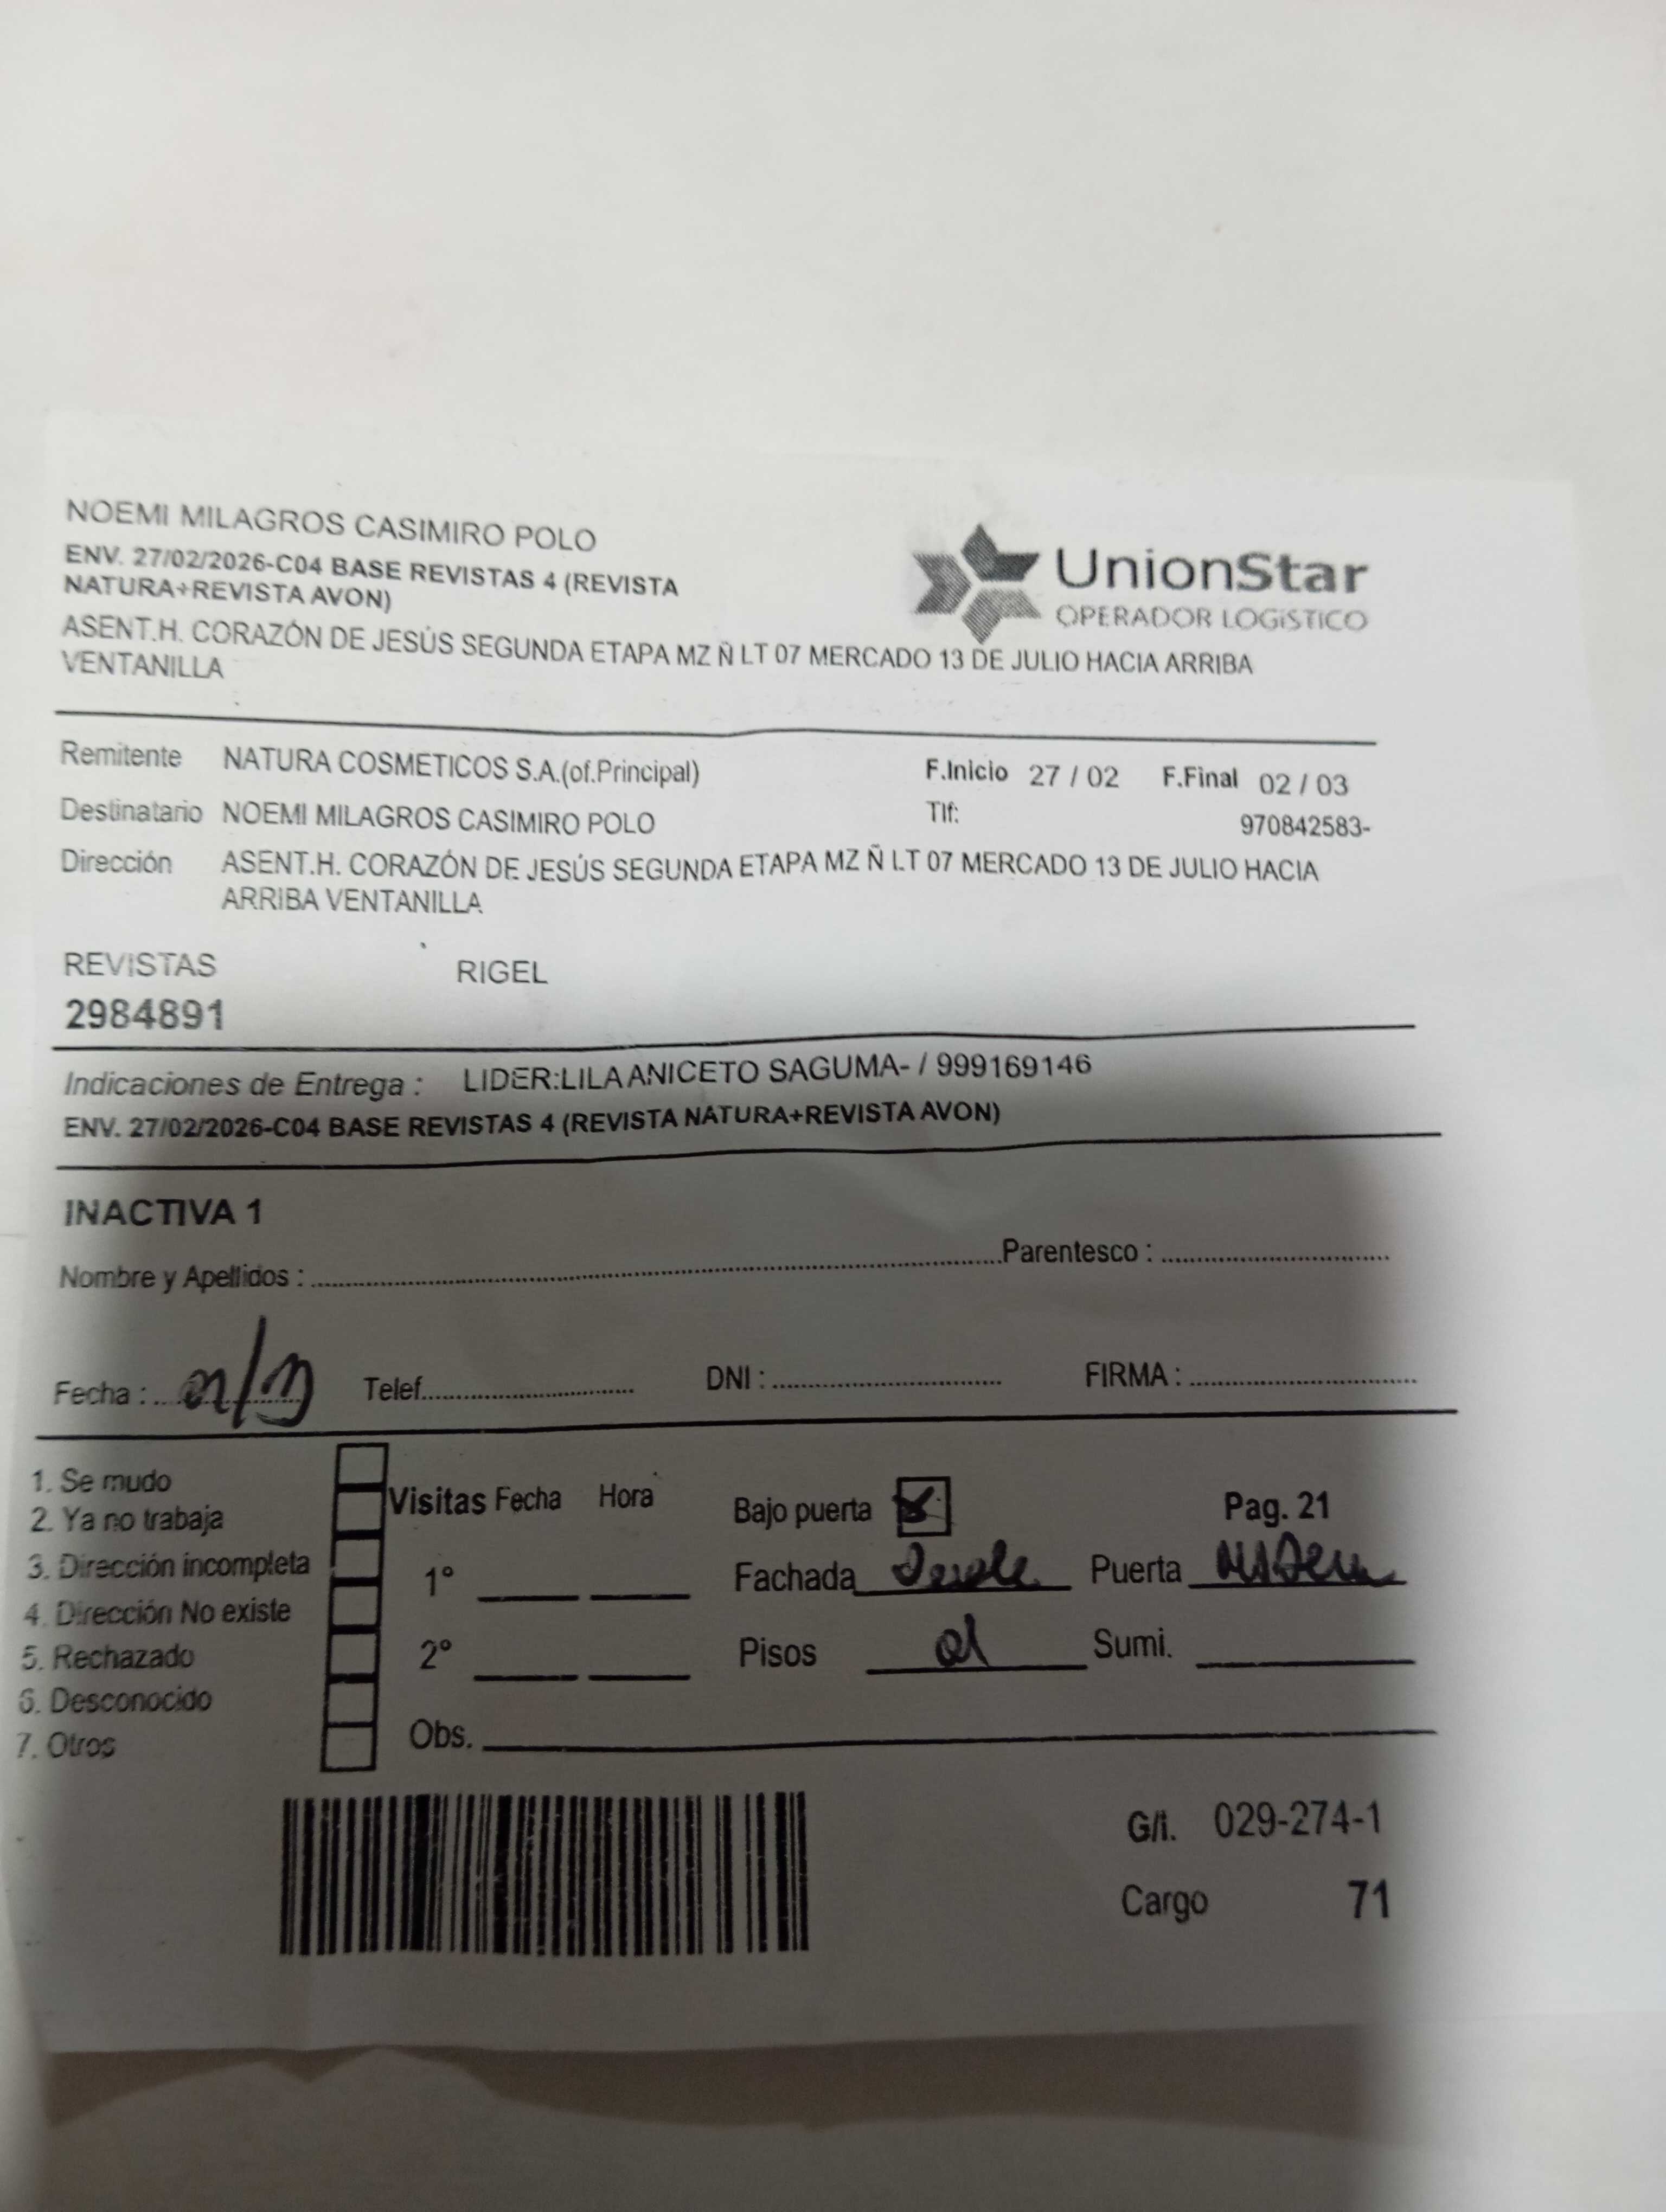 NOEMI MILAGROS CASIMIRO POLO
ENV. 27/02/2026-C04 BASE REVISTAS 4 (REVISTA
NATURA+REVISTA AVON)
ASENT.H. CORAZÓN DE JESÚS SEGUNDA ETAPA MZ Ñ LT 07 MERCADO 13 DE JULIO HACIA ARRIBA
VENTANILLA
UnionStar
OPERADOR LOGíSTICO
Remitente NATURA COSMETICOS S.A.(of.Principal) F.Inicio 27 / 02 F.Final 02 / 03
Destinatario NOEMI MILAGROS CASIMIRO POLO Tlf: 970842583-
Dirección ASENT.H. CORAZÓN DE JESÚS SEGUNDA ETAPA MZ Ñ LT 07 MERCADO 13 DE JULIO HACIA
ARRIBA VENTANILLA
REVISTAS RIGEL
2984891
Indicaciones de Entrega : LIDER:LILA ANICETO SAGUMA- / 999169146
ENV. 27/02/2026-C04 BASE REVISTAS 4 (REVISTA NATURA+REVISTA AVON)
INACTIVA 1
Nombre y Apellidos : Parentesco :
Fecha : Telef. DNI : FIRMA :
1. Se mudo
2. Ya no trabaja
3. Dirección incompleta
4. Dirección No existe
5. Rechazado
6. Desconocido
7. Otros
Visitas Fecha Hora
1°
2°
Obs.
Bajo puerta Pag. 21
Fachada Puerta
Pisos Sumi.
G/I. 029-274-1
Cargo 71